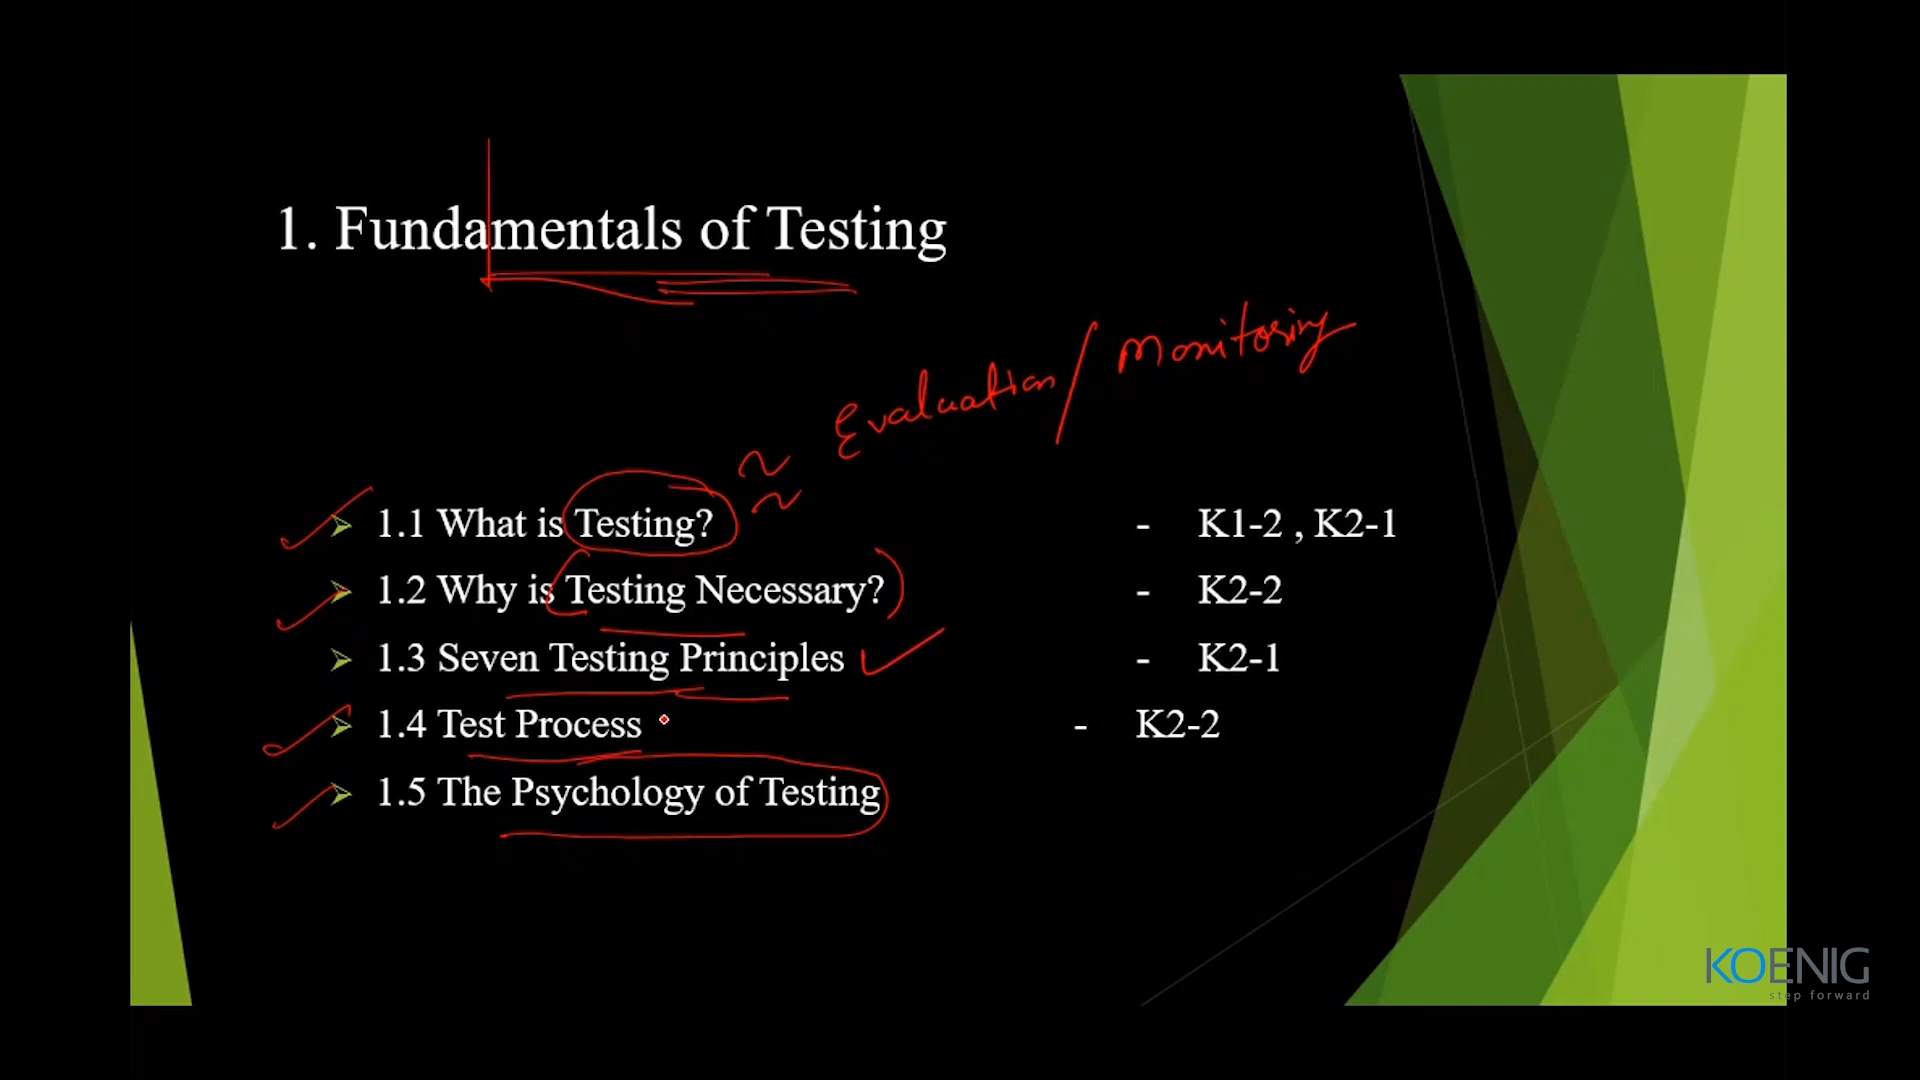 1. Fundamentals of Testing
≈ Evaluation / Monitoring
1.1 What is Testing? - K1-2 , K2-1
1.2 Why is Testing Necessary? - K2-2
1.3 Seven Testing Principles - K2-1
1.4 Test Process - K2-2
1.5 The Psychology of Testing
KOENIG
step forward